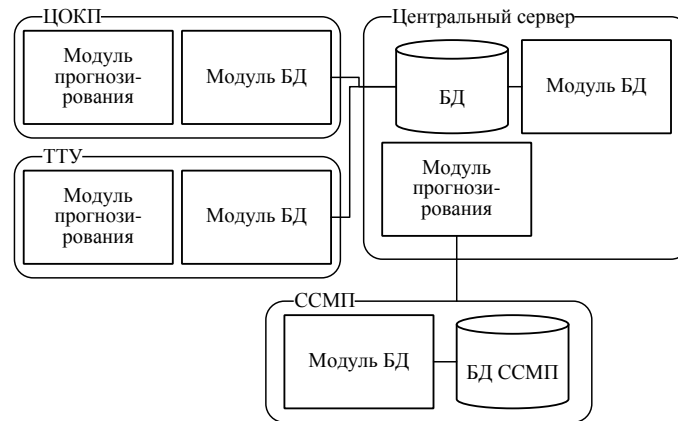 ЦОКП
Модуль
прогнози-
рования
Модуль БД
Центральный сервер
БД
Модуль БД
Модуль
прогнози-
рования
ТТУ
Модуль
прогнози-
рования
Модуль БД
ССМП
Модуль БД
БД ССМП